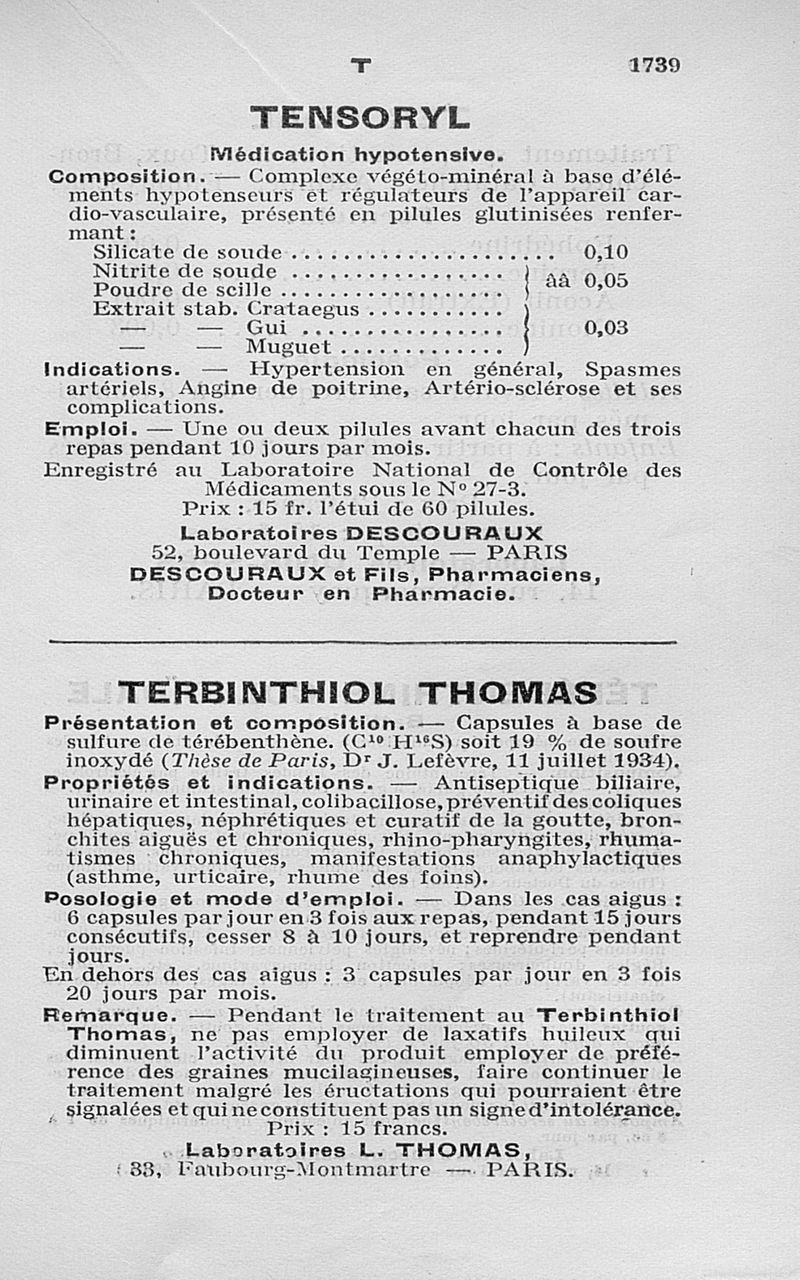 T 1739
TENSORYL
Médication hypotensive.
Composition. — Complexe végéto-minéral à base d'élé-
ments hypotenseurs et régulateurs de l'appareil car-
dio-vasculaire, présenté en pilules glutinisées renfer-
mant :
Silicate de soude .................... 0,10
Nitrite de soude .................
Poudre de scille ................. } ââ 0,05
Extrait stab. Crataegus ...........
— — Gui ................ } 0,03
— — Muguet .............
Indications. — Hypertension en général, Spasmes
artériels, Angine de poitrine, Artério-sclérose et ses
complications.
Emploi. — Une ou deux pilules avant chacun des trois
repas pendant 10 jours par mois.
Enregistré au Laboratoire National de Contrôle des
Médicaments sous le N° 27-3.
Prix : 15 fr. l'étui de 60 pilules.
Laboratoires DESCOURAUX
52, boulevard du Temple — PARIS
DESCOURAUX et Fils, Pharmaciens,
Docteur en Pharmacie.
TERBINTHIOL THOMAS
Présentation et composition. — Capsules à base de
sulfure de térébenthène. (C¹⁰ H¹⁶S) soit 19 % de soufre
inoxydé (Thèse de Paris, Dʳ J. Lefèvre, 11 juillet 1934).
Propriétés et indications. — Antiseptique biliaire,
urinaire et intestinal, colibacillose, préventif des coliques
hépatiques, néphrétiques et curatif de la goutte, bron-
chites aiguës et chroniques, rhino-pharyngites, rhuma-
tismes chroniques, manifestations anaphylactiques
(asthme, urticaire, rhume des foins).
Posologie et mode d'emploi. — Dans les cas aigus :
6 capsules par jour en 3 fois aux repas, pendant 15 jours
consécutifs, cesser 8 à 10 jours, et reprendre pendant
jours.
En dehors des cas aigus : 3 capsules par jour en 3 fois
20 jours par mois.
Remarque. — Pendant le traitement au Terbinthiol
Thomas, ne pas employer de laxatifs huileux qui
diminuent l'activité du produit employer de préfé-
rence des graines mucilagineuses, faire continuer le
traitement malgré les éructations qui pourraient être
signalées et qui ne constituent pas un signe d'intolérance.
Prix : 15 francs.
Laboratoires L. THOMAS,
33, Faubourg-Montmartre — PARIS.